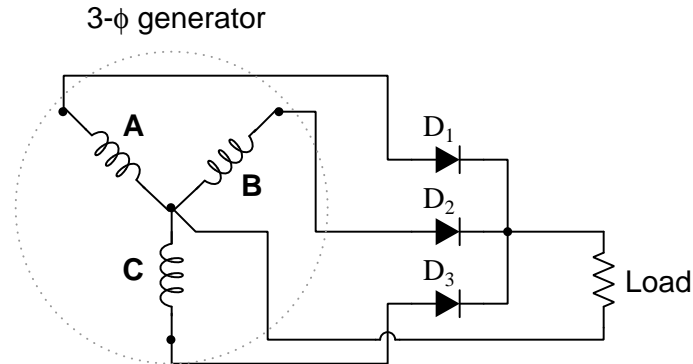 3-ϕ generator
A
B
C
D₁
D₂
D₃
Load